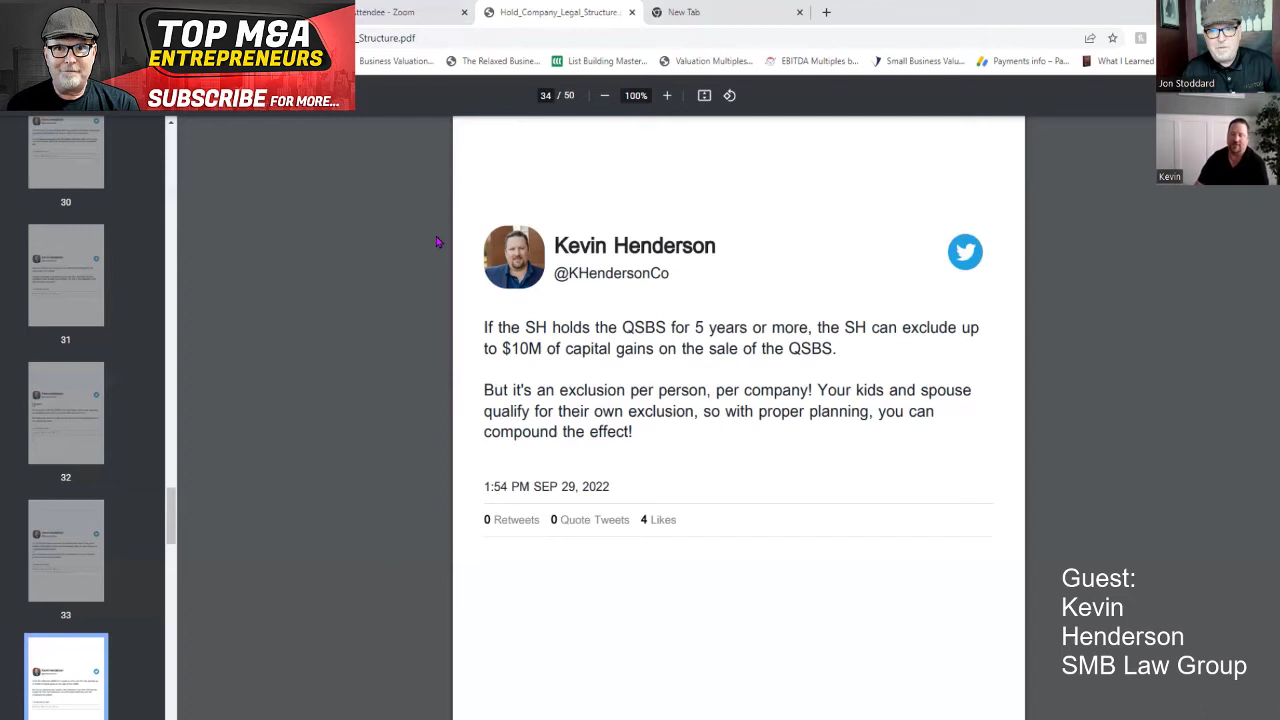 TOP M&A
ENTREPRENEURS
SUBSCRIBE FOR MORE...
ttendee - Zoom
Hold_Company_Legal_Structure...
New Tab
_Structure.pdf
Business Valuation...
The Relaxed Busine...
List Building Master...
Valuation Multiples...
EBITDA Multiples b...
Small Business Valu...
Payments info – Pa...
What I Learned
34 / 50
100%
Jon Stoddard
Kevin
30
31
32
33
Kevin Henderson
@KHendersonCo
If the SH holds the QSBS for 5 years or more, the SH can exclude up
to $10M of capital gains on the sale of the QSBS.
But it's an exclusion per person, per company! Your kids and spouse
qualify for their own exclusion, so with proper planning, you can
compound the effect!
1:54 PM SEP 29, 2022
0 Retweets 0 Quote Tweets 4 Likes
Guest:
Kevin
Henderson
SMB Law Group